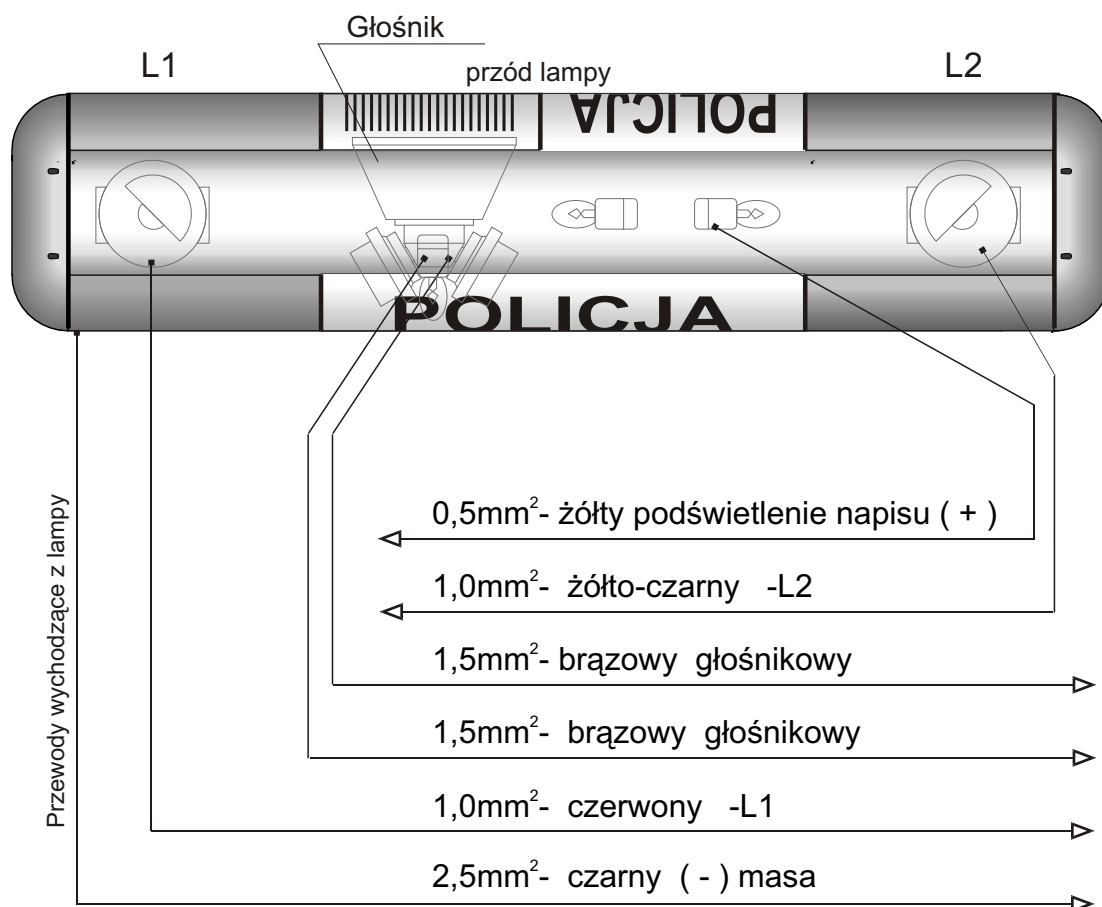 Głośnik
L1
przód lampy
L2
POLICJA
POLICJA
Przewody wychodzące z lampy
0,5mm²- żółty podświetlenie napisu ( + )
1,0mm²- żółto-czarny -L2
1,5mm²- brązowy głośnikowy
1,5mm²- brązowy głośnikowy
1,0mm²- czerwony -L1
2,5mm²- czarny ( - ) masa